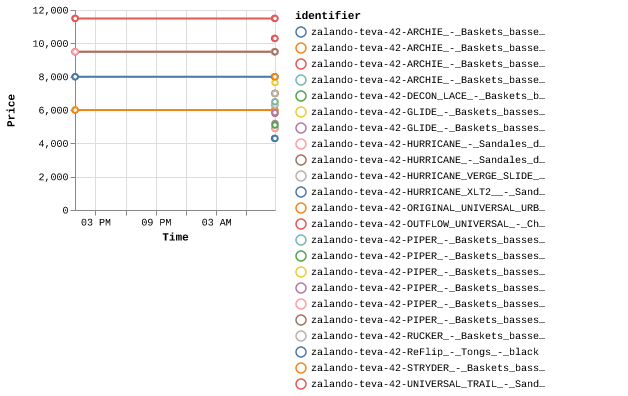 12,000
10,000
8,000
6,000
4,000
2,000
0
Price
03 PM
09 PM
03 AM
Time
identifier
zalando-teva-42-ARCHIE_-_Baskets_basse…
zalando-teva-42-ARCHIE_-_Baskets_basse…
zalando-teva-42-ARCHIE_-_Baskets_basse…
zalando-teva-42-ARCHIE_-_Baskets_basse…
zalando-teva-42-DECON_LACE_-_Baskets_b…
zalando-teva-42-GLIDE_-_Baskets_basses…
zalando-teva-42-GLIDE_-_Baskets_basses…
zalando-teva-42-HURRICANE_-_Sandales_d…
zalando-teva-42-HURRICANE_-_Sandales_d…
zalando-teva-42-HURRICANE_VERGE_SLIDE_…
zalando-teva-42-HURRICANE_XLT2__-_Sand…
zalando-teva-42-ORIGINAL_UNIVERSAL_URB…
zalando-teva-42-OUTFLOW_UNIVERSAL_-_Ch…
zalando-teva-42-PIPER_-_Baskets_basses…
zalando-teva-42-PIPER_-_Baskets_basses…
zalando-teva-42-PIPER_-_Baskets_basses…
zalando-teva-42-PIPER_-_Baskets_basses…
zalando-teva-42-PIPER_-_Baskets_basses…
zalando-teva-42-PIPER_-_Baskets_basses…
zalando-teva-42-RUCKER_-_Baskets_basse…
zalando-teva-42-ReFlip_-_Tongs_-_black
zalando-teva-42-STRYDER_-_Baskets_bass…
zalando-teva-42-UNIVERSAL_TRAIL_-_Sand…